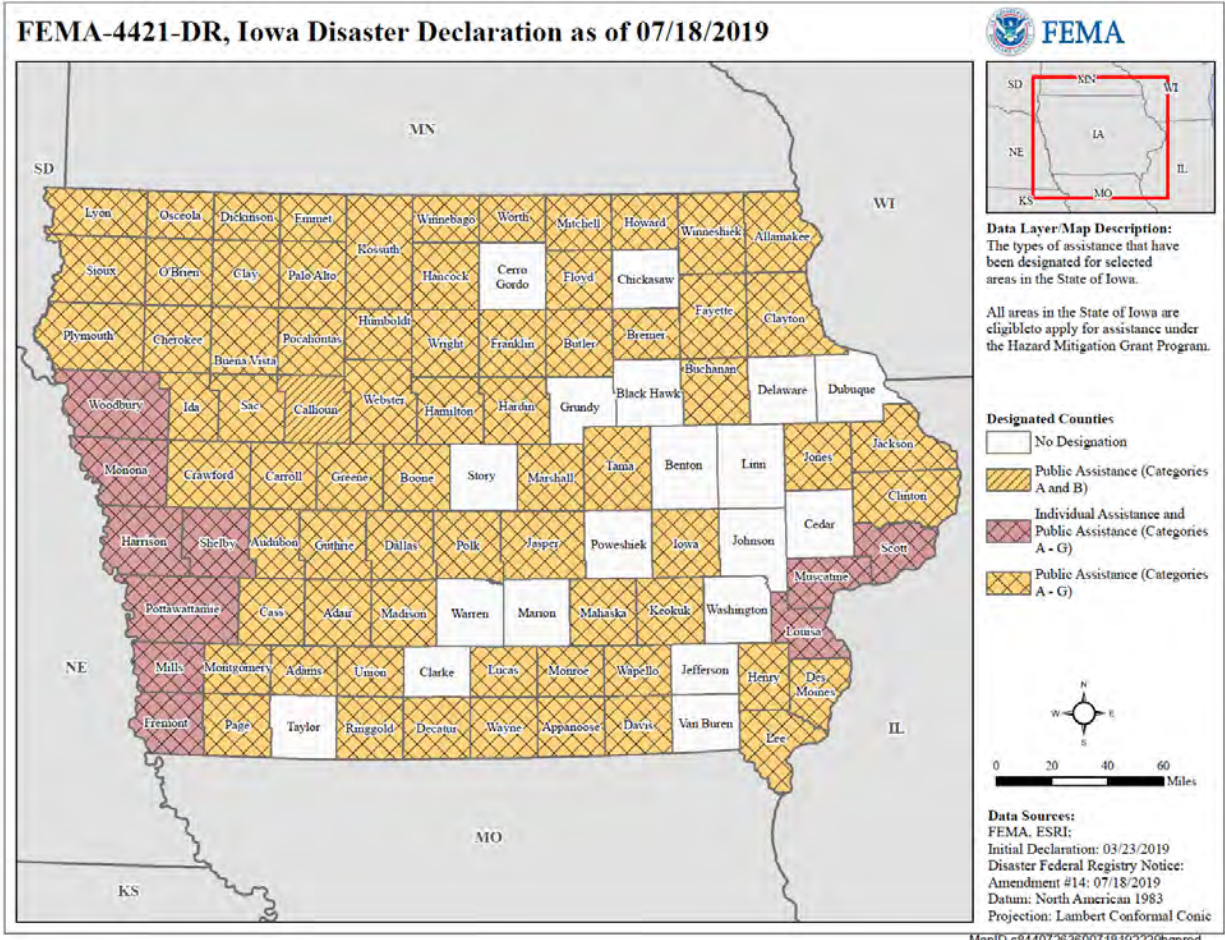 FEMA-4421-DR, Iowa Disaster Declaration as of 07/18/2019
FEMA
MN
SD
WI
NE
IL
MO
KS
Lyon
Osceola
Dickinson
Emmet
Kossuth
Winnebago
Worth
Mitchell
Howard
Winneshiek
Allamakee
Sioux
O'Brien
Clay
Palo Alto
Hancock
Cerro
Gordo
Floyd
Chickasaw
Fayette
Clayton
Plymouth
Cherokee
Buena Vista
Pocahontas
Humboldt
Wright
Franklin
Butler
Bremer
Woodbury
Ida
Sac
Calhoun
Webster
Hamilton
Hardin
Grundy
Black Hawk
Buchanan
Delaware
Dubuque
Monona
Crawford
Carroll
Greene
Boone
Story
Marshall
Tama
Benton
Linn
Jones
Jackson
Clinton
Harrison
Shelby
Audubon
Guthrie
Dallas
Polk
Jasper
Poweshiek
Iowa
Johnson
Cedar
Scott
Muscatine
Pottawattamie
Cass
Adair
Madison
Warren
Marion
Mahaska
Keokuk
Washington
Louisa
Mills
Montgomery
Adams
Union
Clarke
Lucas
Monroe
Wapello
Jefferson
Henry
Des
Moines
Fremont
Page
Taylor
Ringgold
Decatur
Wayne
Appanoose
Davis
Van Buren
Lee
SD
MN
WI
IA
NE
IL
KS
MO
Data Layer/Map Description:
The types of assistance that have
been designated for selected
areas in the State of Iowa.
All areas in the State of Iowa are
eligibleto apply for assistance under
the Hazard Mitigation Grant Program.
Designated Counties
No Designation
Public Assistance (Categories
A and B)
Individual Assistance and
Public Assistance (Categories
A - G)
Public Assistance (Categories
A - G)
N
W
E
S
0 20 40 60
Miles
Data Sources:
FEMA, ESRI;
Initial Declaration: 03/23/2019
Disaster Federal Registry Notice:
Amendment #14: 07/18/2019
Datum: North American 1983
Projection: Lambert Conformal Conic